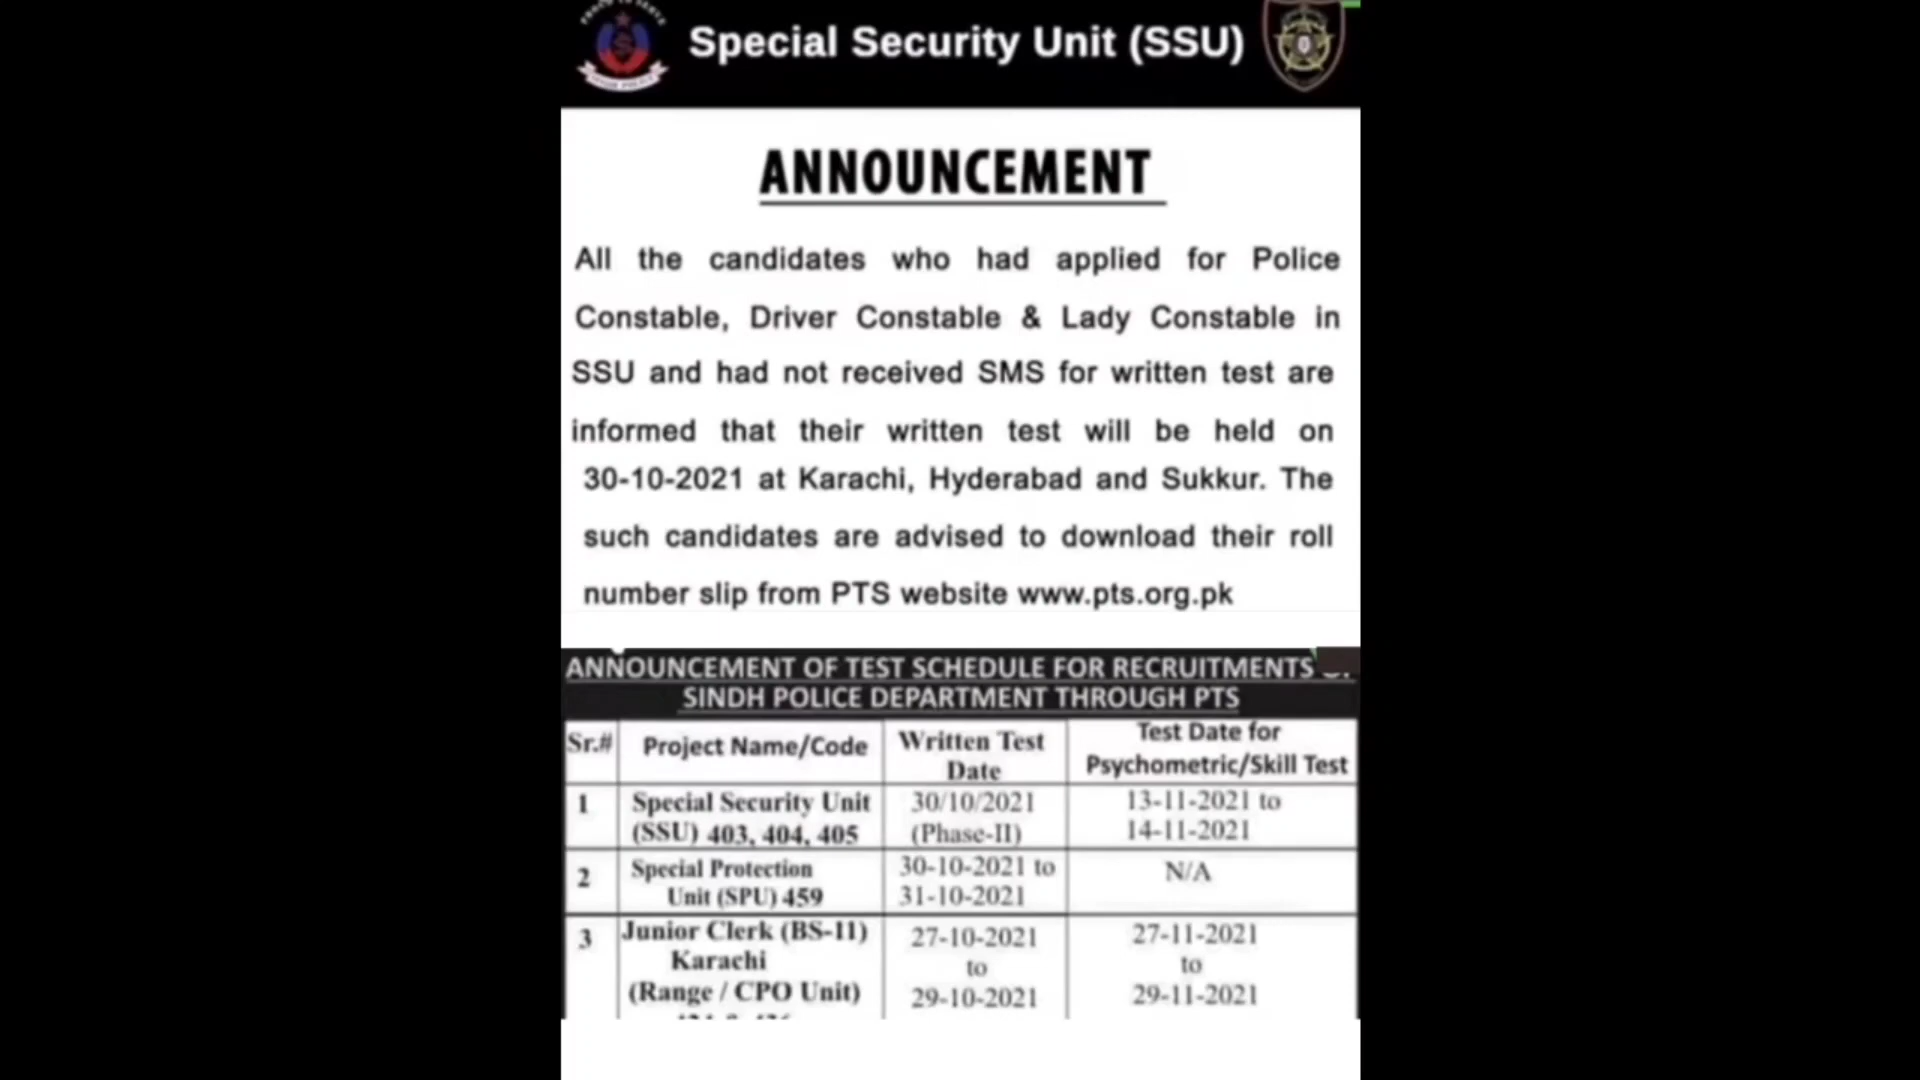 Special Security Unit (SSU)
ANNOUNCEMENT
All the candidates who had applied for Police
Constable, Driver Constable & Lady Constable in
SSU and had not received SMS for written test are
informed that their written test will be held on
30-10-2021 at Karachi, Hyderabad and Sukkur. The
such candidates are advised to download their roll
number slip from PTS website www.pts.org.pk
ANNOUNCEMENT OF TEST SCHEDULE FOR RECRUITMENTS
SINDH POLICE DEPARTMENT THROUGH PTS
Sr.# Project Name/Code Written Test Date Test Date for Psychometric/Skill Test
1 Special Security Unit (SSU) 403, 404, 405 30/10/2021 (Phase-II) 13-11-2021 to 14-11-2021
2 Special Protection Unit (SPU) 459 30-10-2021 to 31-10-2021 N/A
3 Junior Clerk (BS-11) Karachi (Range / CPO Unit) 27-10-2021 to 29-10-2021 27-11-2021 to 29-11-2021